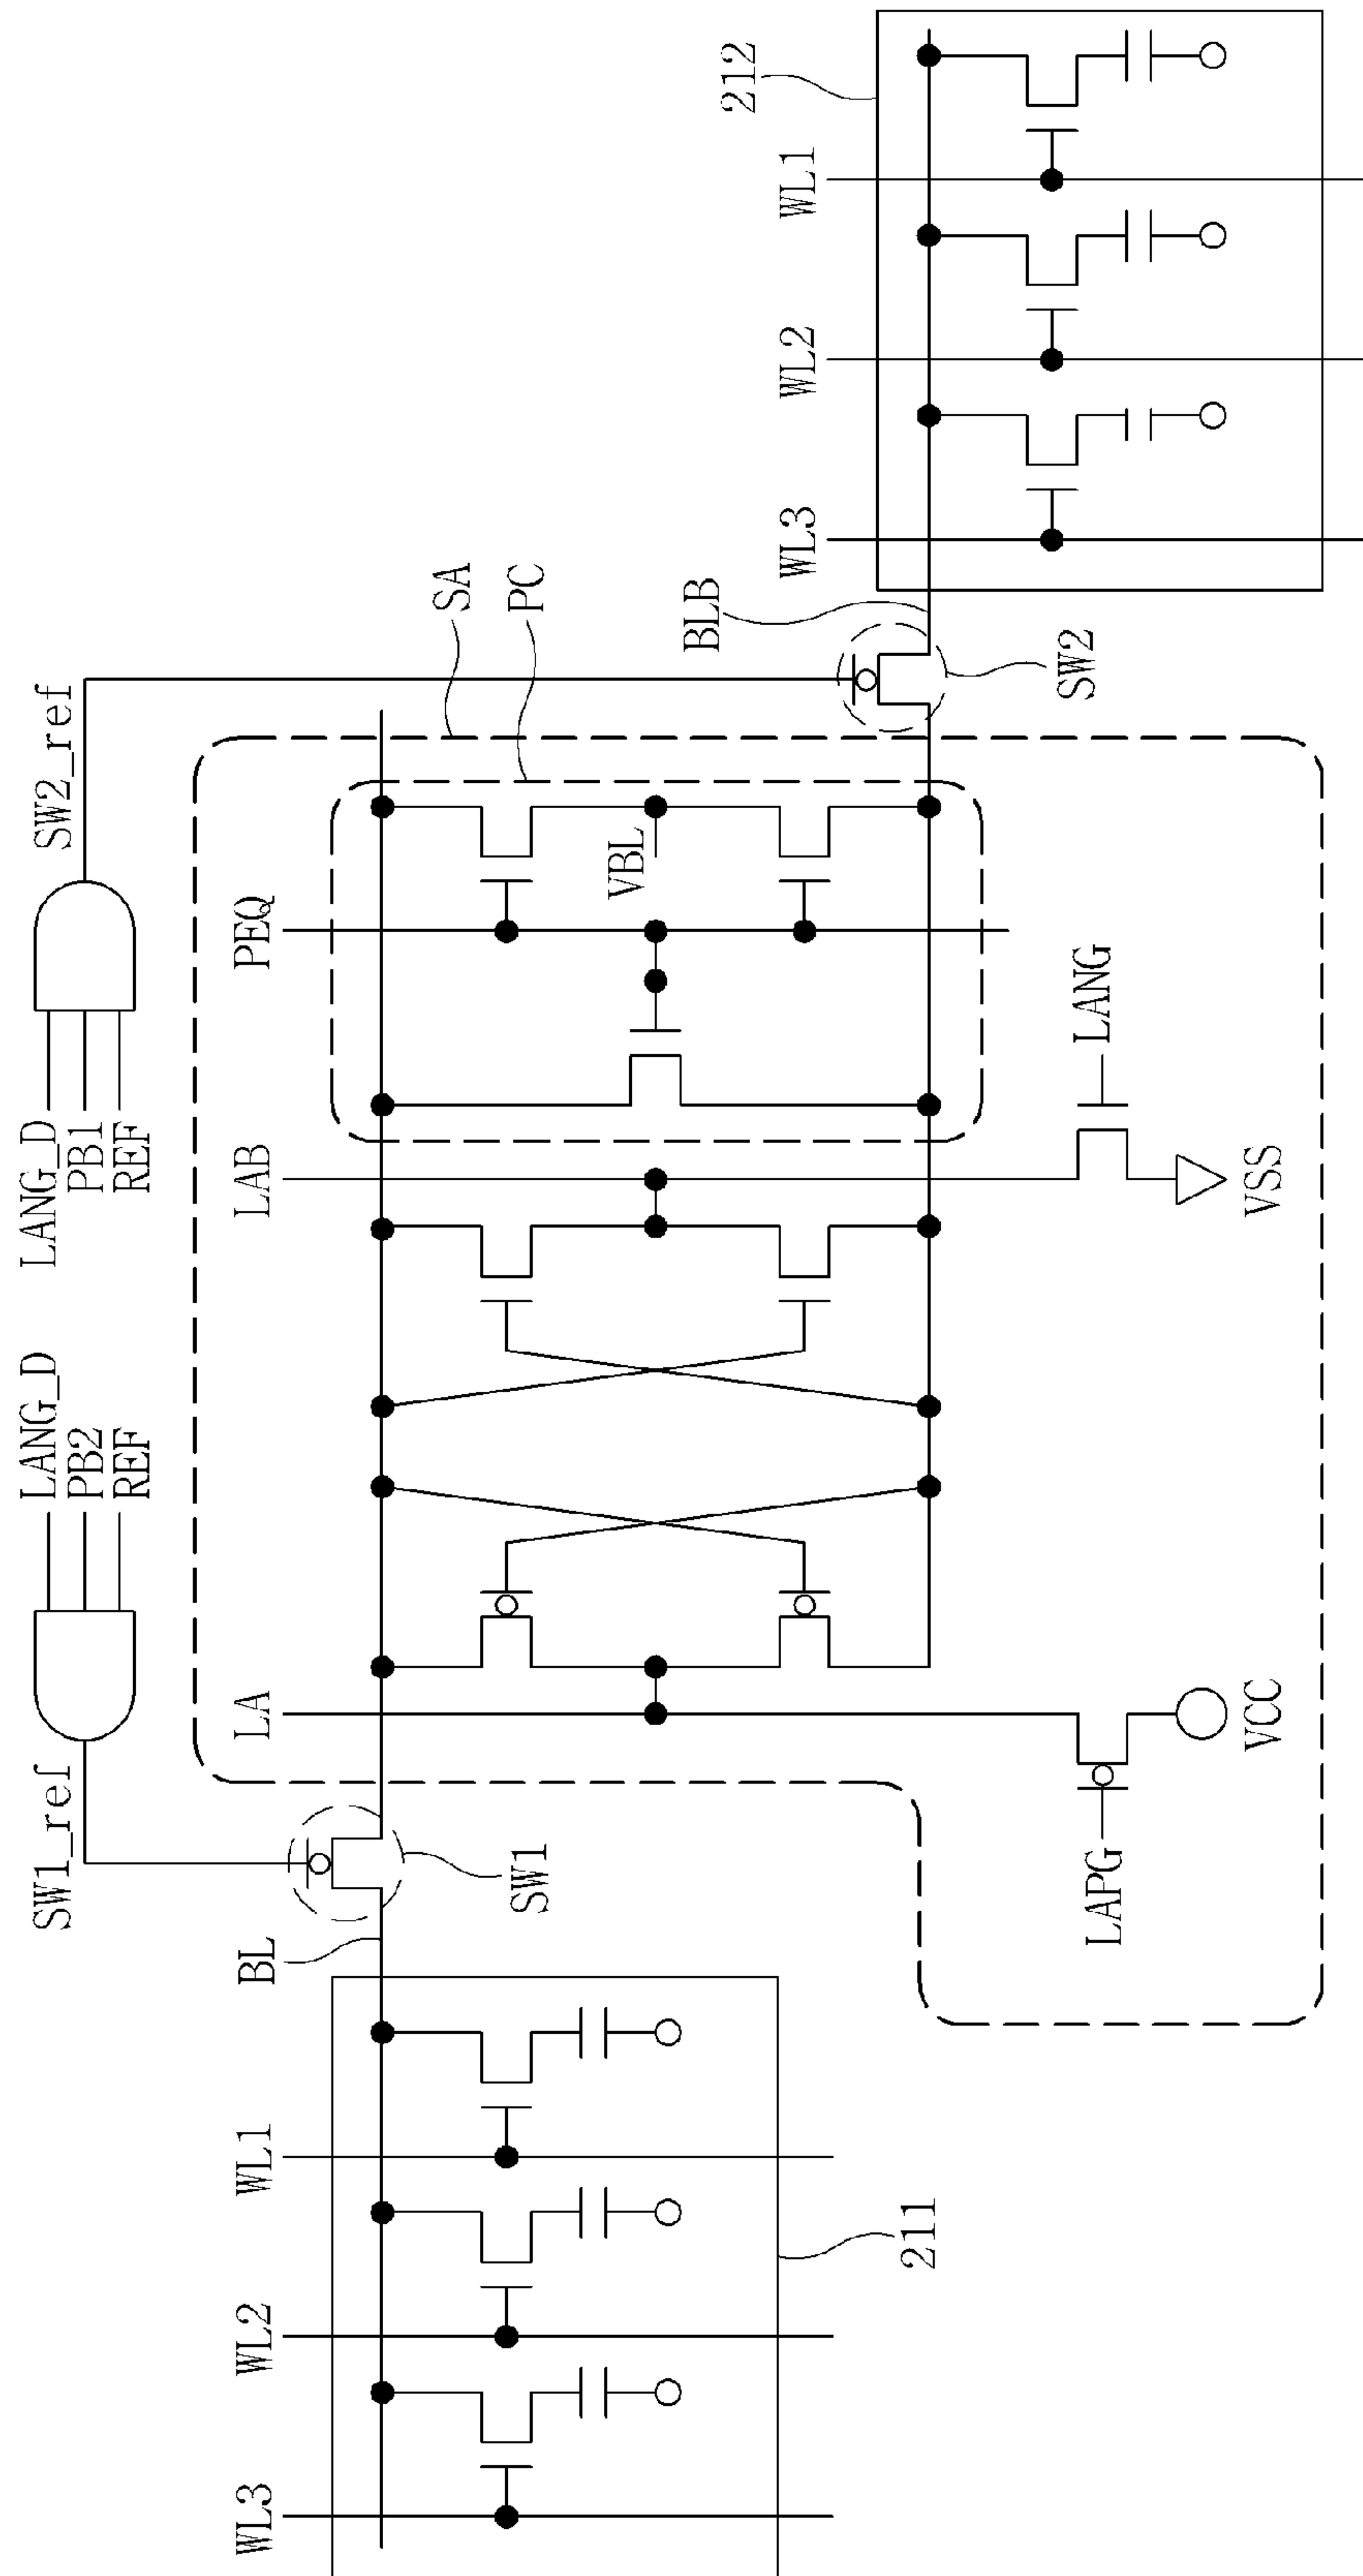 LANG_D
PB2
REF
SW1_ref
LANG_D
PB1
REF
SW2_ref
SA
PC
WL3
WL2
WL1
BL
SW1
LA
LAB
PEQ
VBL
BLB
SW2
WL3
WL2
WL1
212
211
LAPG
VCC
LANG
VSS